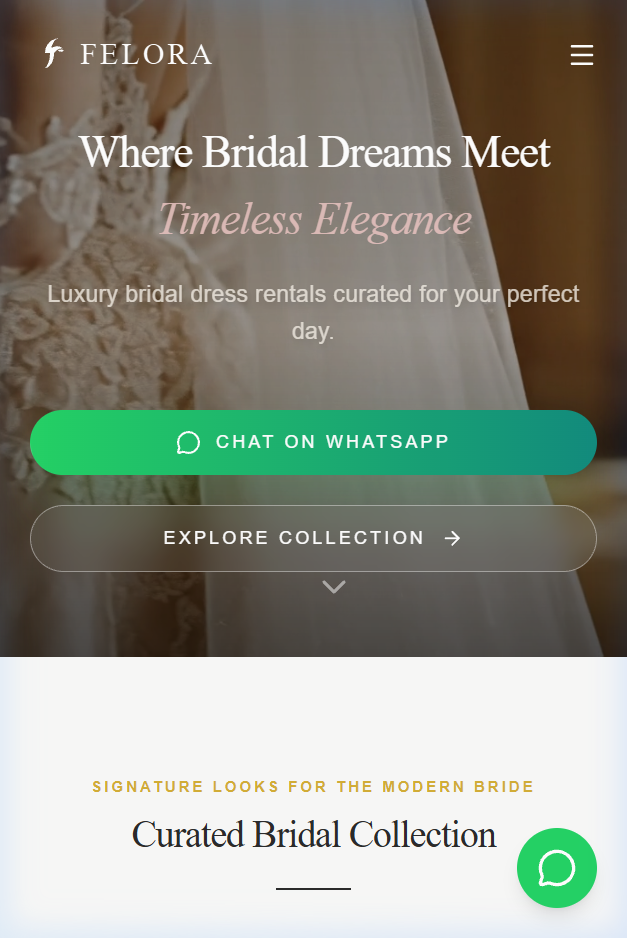 FELORA
Where Bridal Dreams Meet
Timeless Elegance
Luxury bridal dress rentals curated for your perfect
day.
CHAT ON WHATSAPP
EXPLORE COLLECTION
SIGNATURE LOOKS FOR THE MODERN BRIDE
Curated Bridal Collection